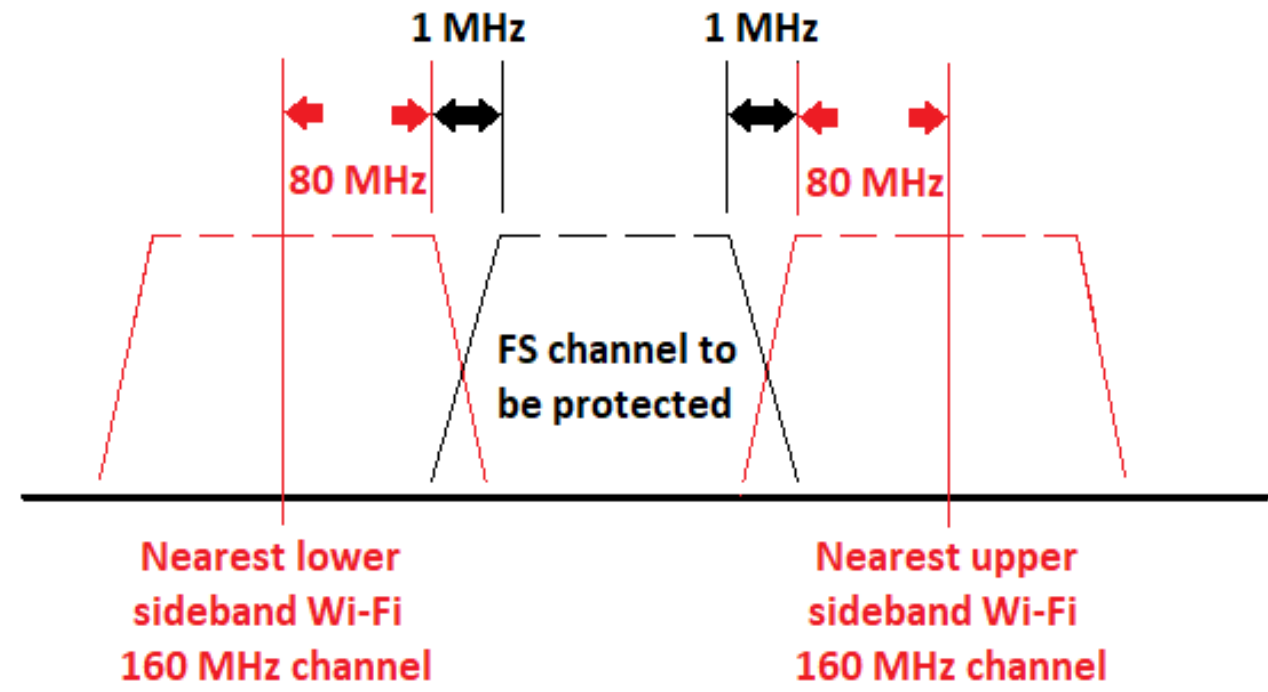 1 MHz
1 MHz
80 MHz
80 MHz
FS channel to
be protected
Nearest lower
sideband Wi-Fi
160 MHz channel
Nearest upper
sideband Wi-Fi
160 MHz channel